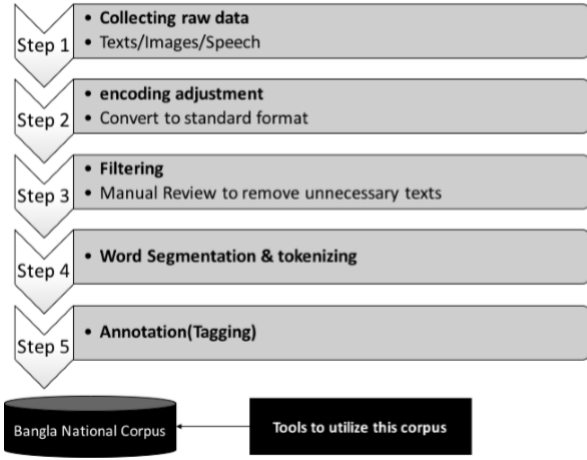 Step 1
• Collecting raw data
• Texts/Images/Speech
Step 2
• encoding adjustment
• Convert to standard format
Step 3
• Filtering
• Manual Review to remove unnecessary texts
Step 4
• Word Segmentation & tokenizing
Step 5
• Annotation(Tagging)
Bangla National Corpus
Tools to utilize this corpus